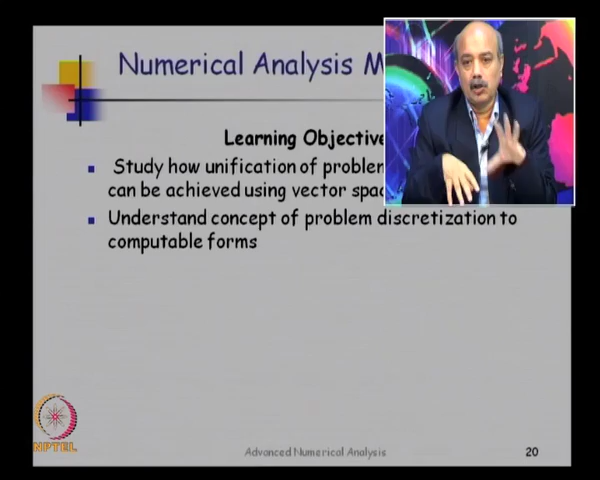 Numerical Analysis M
Learning Objective
Study how unification of problem
can be achieved using vector spac
Understand concept of problem discretization to
computable forms
NPTEL
Advanced Numerical Analysis
20